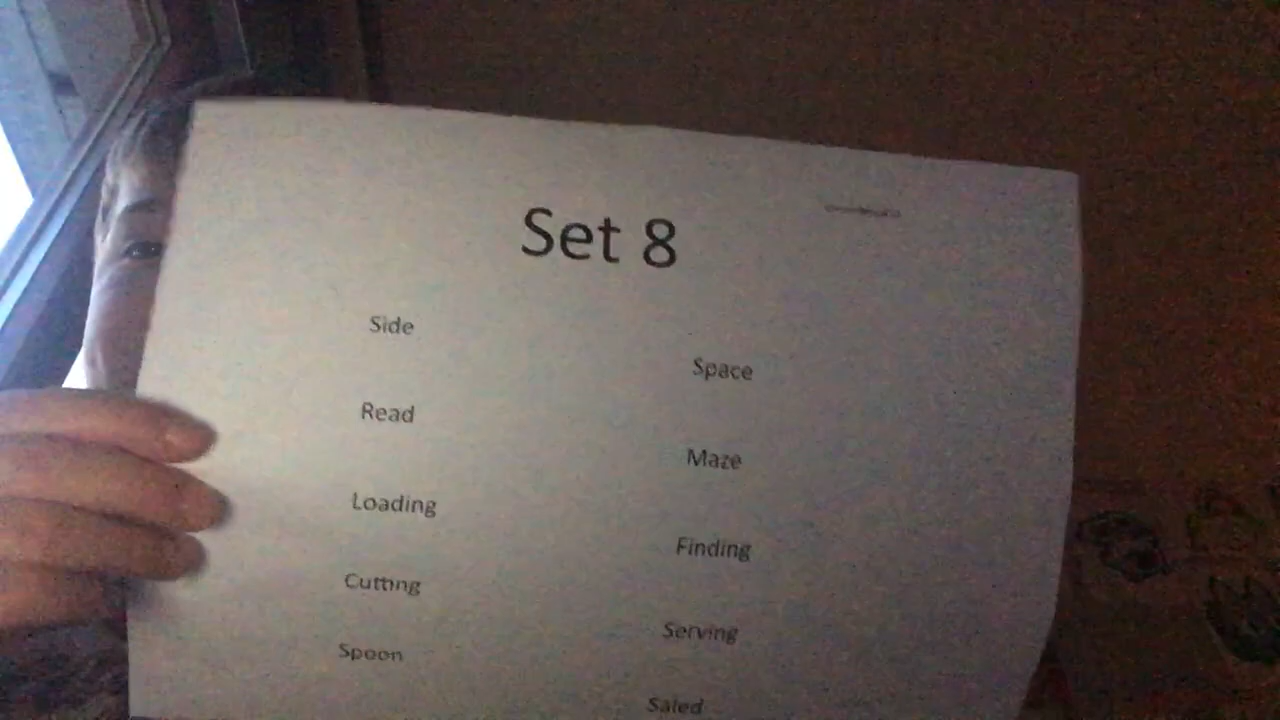 Set 8
Side
Space
Read
Maze
Loading
Finding
Cutting
Serving
Spoon
Saled